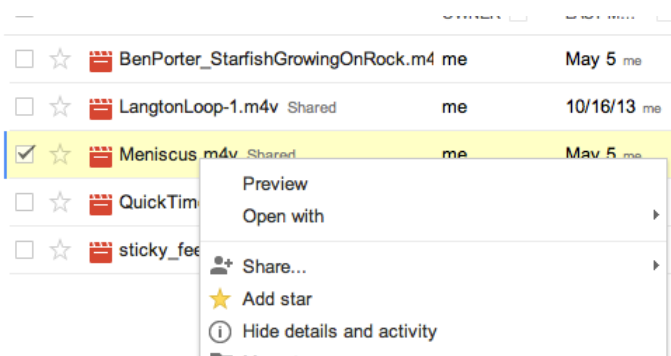 BenPorter_StarfishGrowingOnRock.m4 me May 5 me
LangtonLoop-1.m4v Shared me 10/16/13 me
Meniscus.m4v Shared me May 5 me
Preview
QuickTim
Open with
sticky_fee
Share...
Add star
Hide details and activity